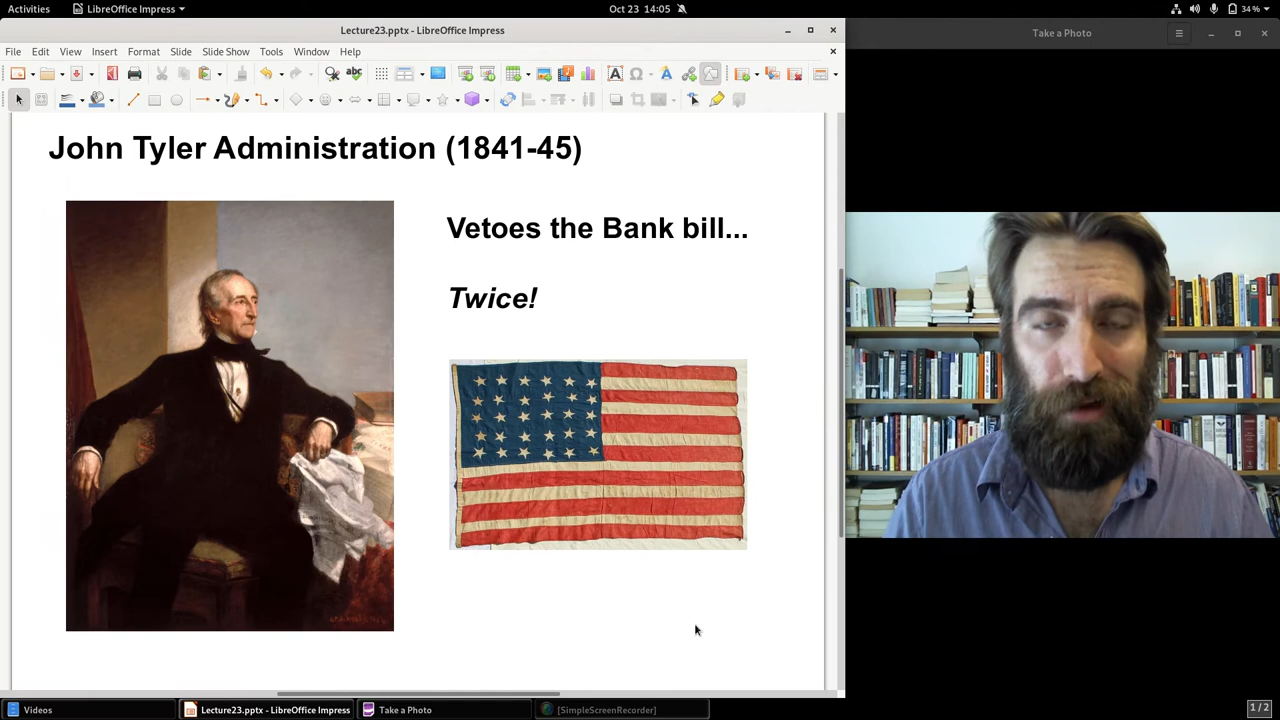 Activities
LibreOffice Impress
Oct 23 14:05
34 %
Lecture23.pptx - LibreOffice Impress
Take a Photo
File Edit View Insert Format Slide Slide Show Tools Window Help
abc
John Tyler Administration (1841-45)
Vetoes the Bank bill...
Twice!
Videos
Lecture23.pptx - LibreOffice Impress
Take a Photo
[SimpleScreenRecorder]
1 / 2